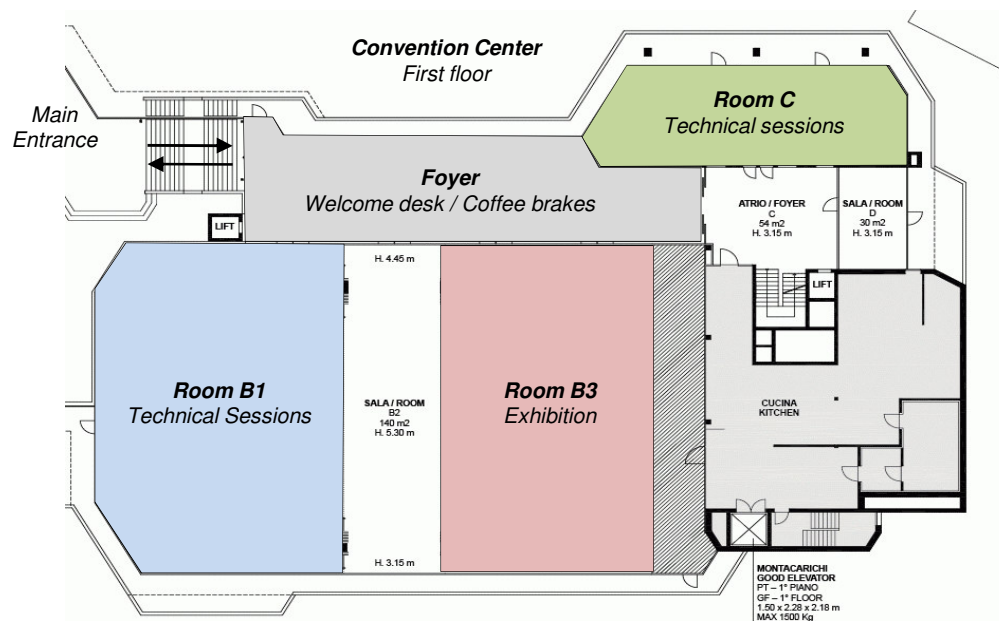 Convention Center
First floor
Main
Entrance
Room C
Technical sessions
Foyer
Welcome desk / Coffee brakes
ATRIO / FOYER
C
54 m2
H. 3.15 m
SALA / ROOM
D
30 m2
H. 3.15 m
LIFT
H. 4.45 m
LIFT
Room B1
Technical Sessions
SALA / ROOM
B2
140 m2
H. 5.30 m
Room B3
Exhibition
CUCINA
KITCHEN
H. 3.15 m
MONTACARICHI
GOOD ELEVATOR
PT – 1° PIANO
GF – 1° FLOOR
1.50 x 2.28 x 2.18 m
MAX 1500 Kg